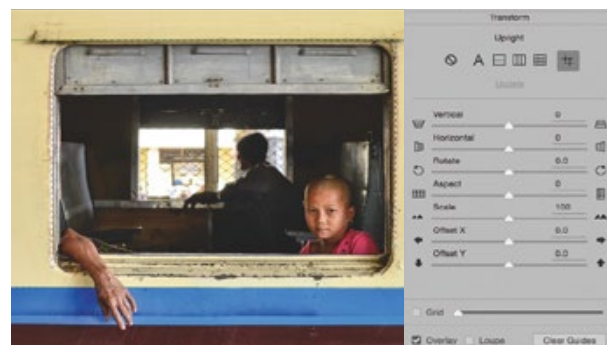 Transform
Upright
A
Update
Vertical 0
Horizontal 0
Rotate 0.0
Aspect 0
Scale 100
Offset X 0.0
Offset Y 0.0
Grid
Overlay Loupe Clear Guides